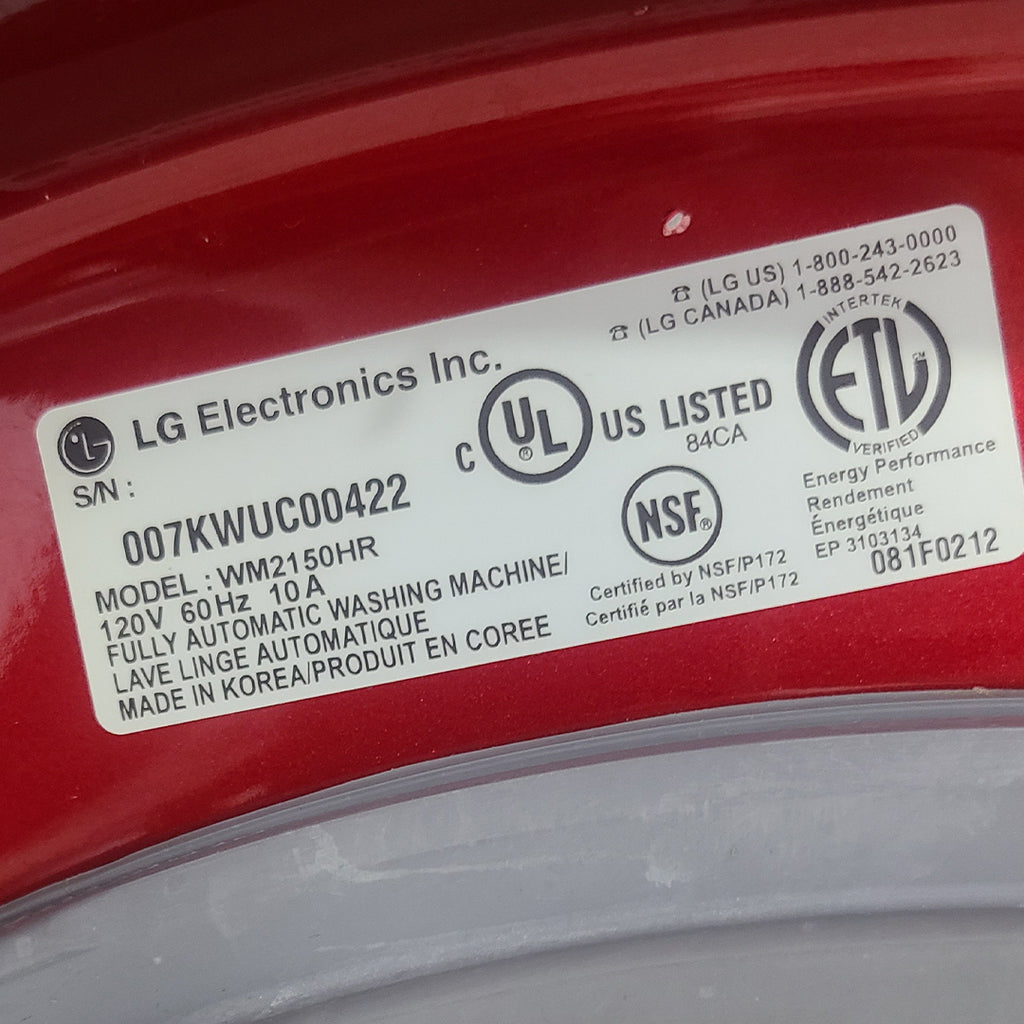 ☎ (LG US) 1-800-243-0000
☎ (LG CANADA) 1-888-542-2623
LG LG Electronics Inc.
S/N :
007KWUC00422
MODEL : WM2150HR
120V 60Hz 10A
FULLY AUTOMATIC WASHING MACHINE/
LAVE LINGE AUTOMATIQUE
MADE IN KOREA/PRODUIT EN COREE
C UL ® US LISTED
84CA
NSF®
Certified by NSF/P172
Certifié par la NSF/P172
INTERTEK
ETL CM
VERIFIED
Energy Performance
Rendement
Énergétique
EP 3103134
081F0212